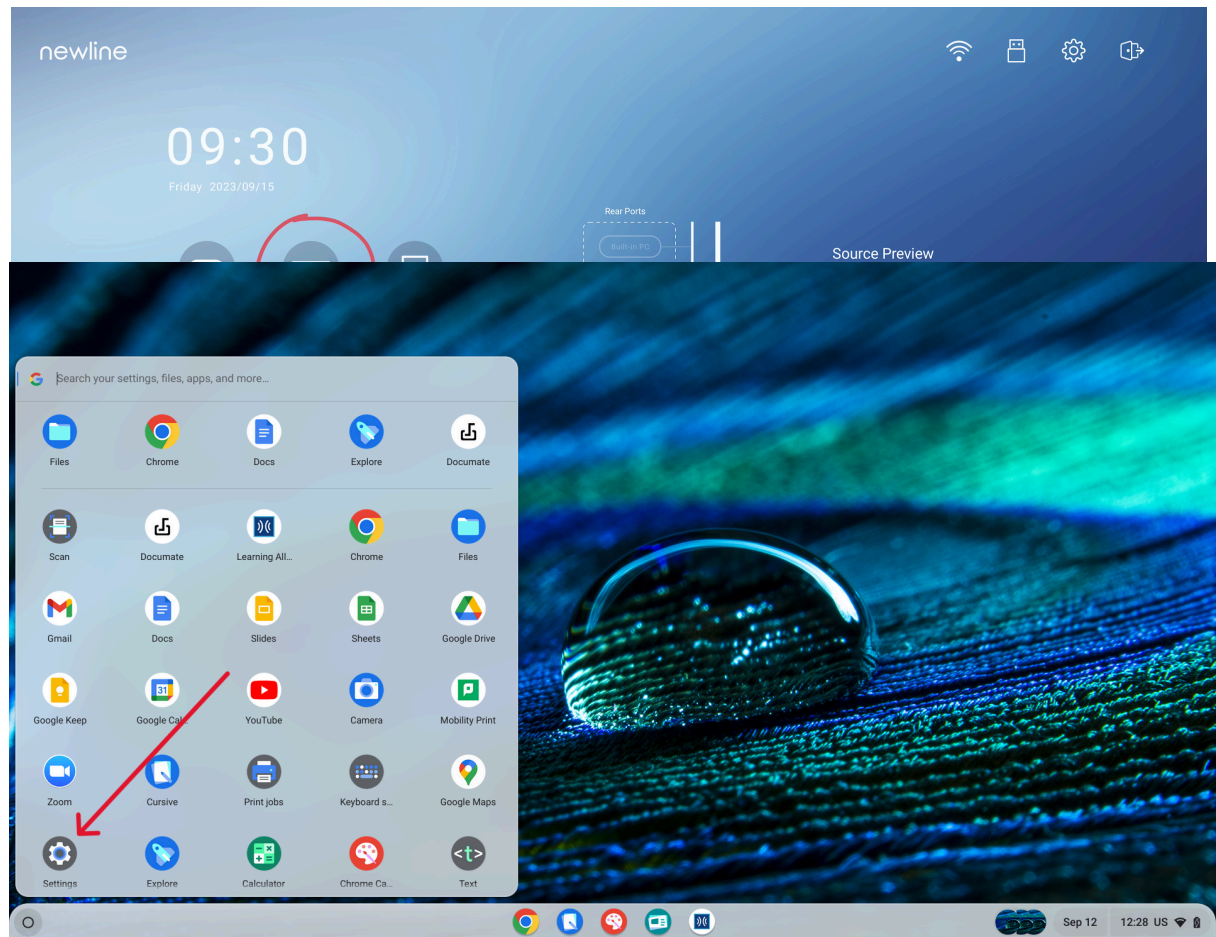 newline
09:30
Friday 2023/09/15
Rear Ports
Built-in PC
Source Preview
Search your settings, files, apps, and more...
Files Chrome Docs Explore Documate
Scan Documate Learning All... Chrome Files
Gmail Docs Slides Sheets Google Drive
31
Google Keep Google Cal... YouTube Camera Mobility Print
Zoom Cursive Print jobs Keyboard s... Google Maps
<t>
Settings Explore Calculator Chrome Ca... Text
Sep 12 12:28 US